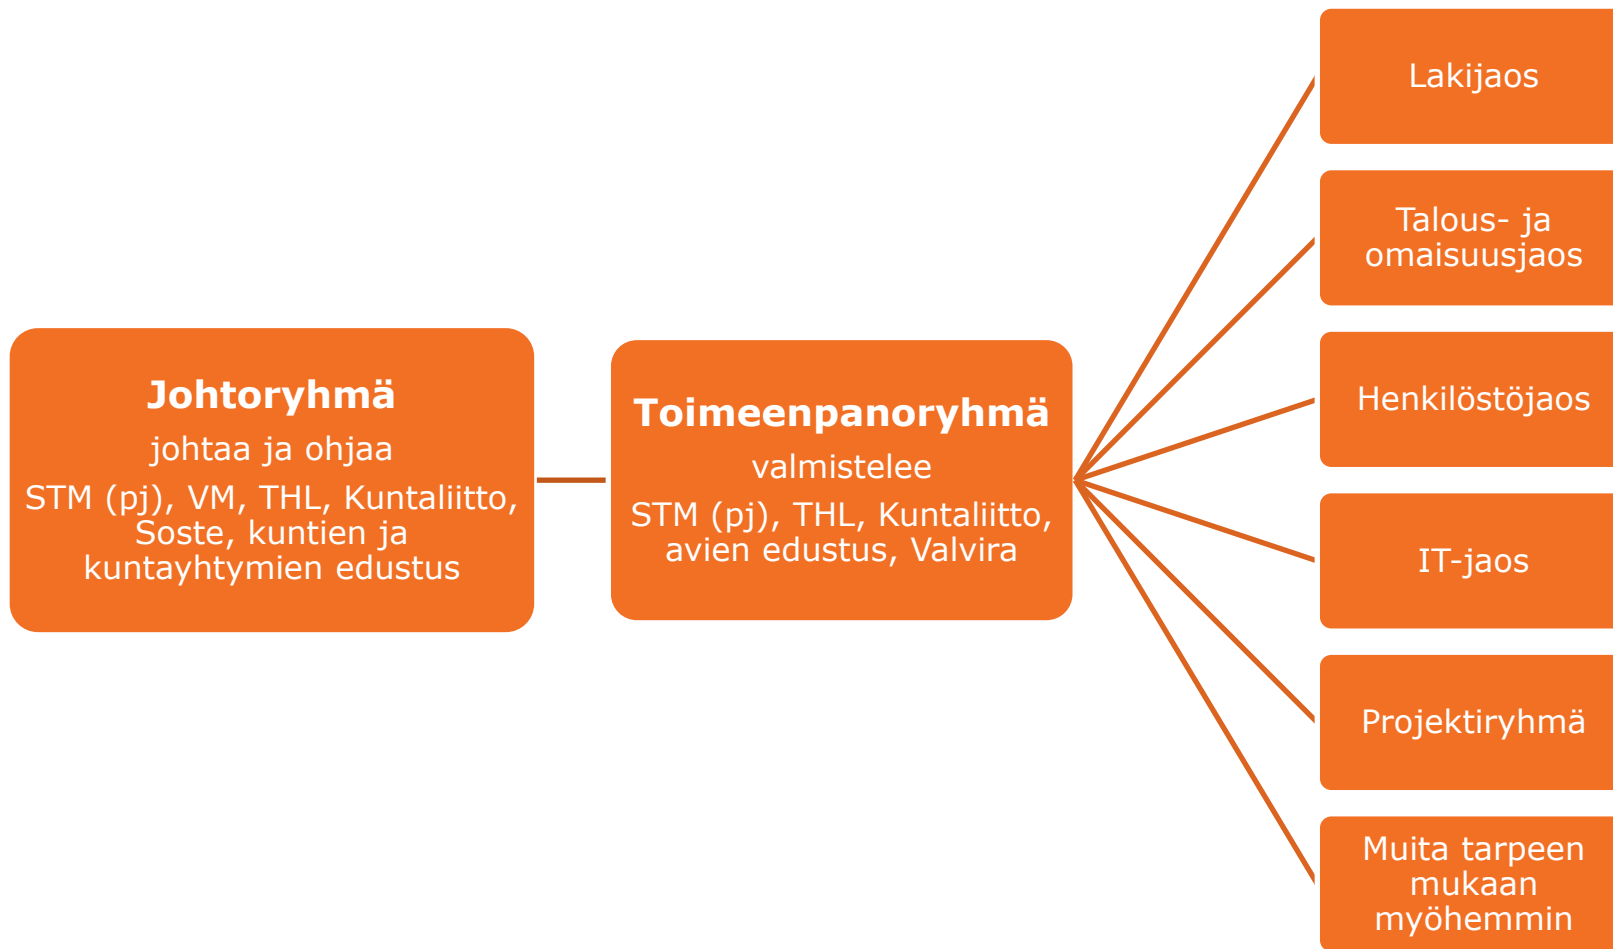 Johtoryhmä
johtaa ja ohjaa
STM (pj), VM, THL, Kuntaliitto,
Soste, kuntien ja
kuntayhtymien edustus
Toimeenpanoryhmä
valmistelee
STM (pj), THL, Kuntaliitto,
avien edustus, Valvira
Lakijaos
Talous- ja
omaisuusjaos
Henkilöstöjaos
IT-jaos
Projektiryhmä
Muita tarpeen
mukaan
myöhemmin